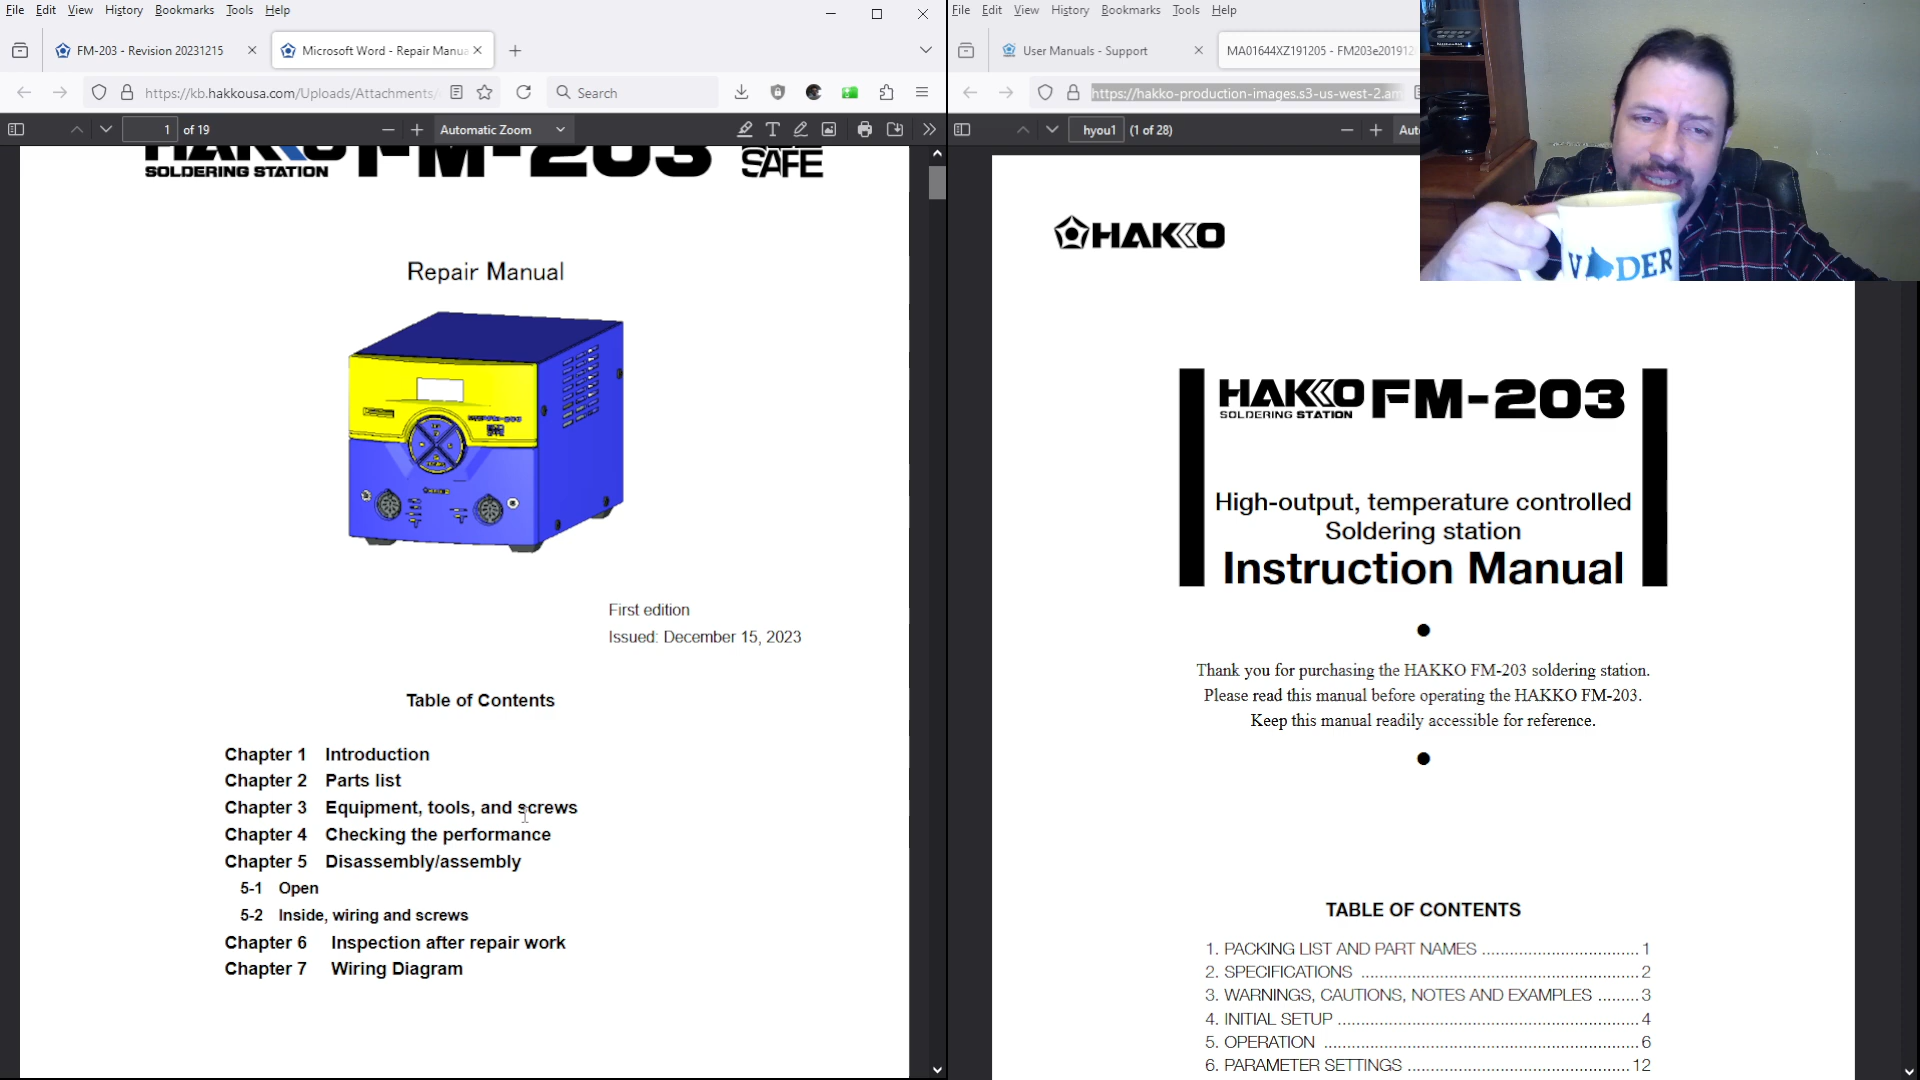 File Edit View History Bookmarks Tools Help
FM-203 - Revision 20231215
Microsoft Word - Repair Manua
https://kb.hakkousa.com/Uploads/Attachments/
Search
1 of 19
Automatic Zoom
HAKKO FM-203
SOLDERING STATION
SAFE
Repair Manual
First edition
Issued: December 15, 2023
Table of Contents
Chapter 1 Introduction
Chapter 2 Parts list
Chapter 3 Equipment, tools, and screws
Chapter 4 Checking the performance
Chapter 5 Disassembly/assembly
5-1 Open
5-2 Inside, wiring and screws
Chapter 6 Inspection after repair work
Chapter 7 Wiring Diagram
File Edit View History Bookmarks Tools Help
User Manuals - Support
MA01644XZ191205 - FM203e201912
https://hakko-production-images.s3-us-west-2.am
hyou1 (1 of 28)
Aut
HAKKO
HAKKO FM-203
SOLDERING STATION
High-output, temperature controlled
Soldering station
Instruction Manual
Thank you for purchasing the HAKKO FM-203 soldering station.
Please read this manual before operating the HAKKO FM-203.
Keep this manual readily accessible for reference.
TABLE OF CONTENTS
1. PACKING LIST AND PART NAMES ................................. 1
2. SPECIFICATIONS .......................................................... 2
3. WARNINGS, CAUTIONS, NOTES AND EXAMPLES ......... 3
4. INITIAL SETUP ............................................................... 4
5. OPERATION .................................................................. 6
6. PARAMETER SETTINGS .............................................. 12
V DER